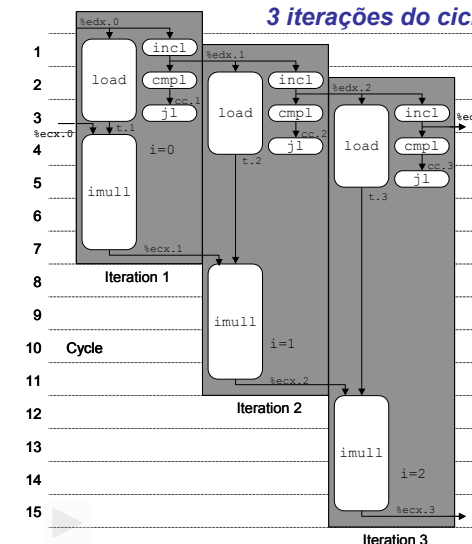 3 iterações do cic
%edx.0
1
incl
%edx.1
2
load
cmpl
incl
%edx.2
cc.1
3
jl
load
cmpl
incl
%ecx.0
t.1
cc.2
4
i=0
jl
load
cmpl
t.2
cc.3
5
imull
jl
t.3
6
7
%ecx.1
8
Iteration 1
9
imull
10
Cycle
i=1
11
%ecx.2
12
Iteration 2
13
imull
14
i=2
15
%ecx.3
Iteration 3